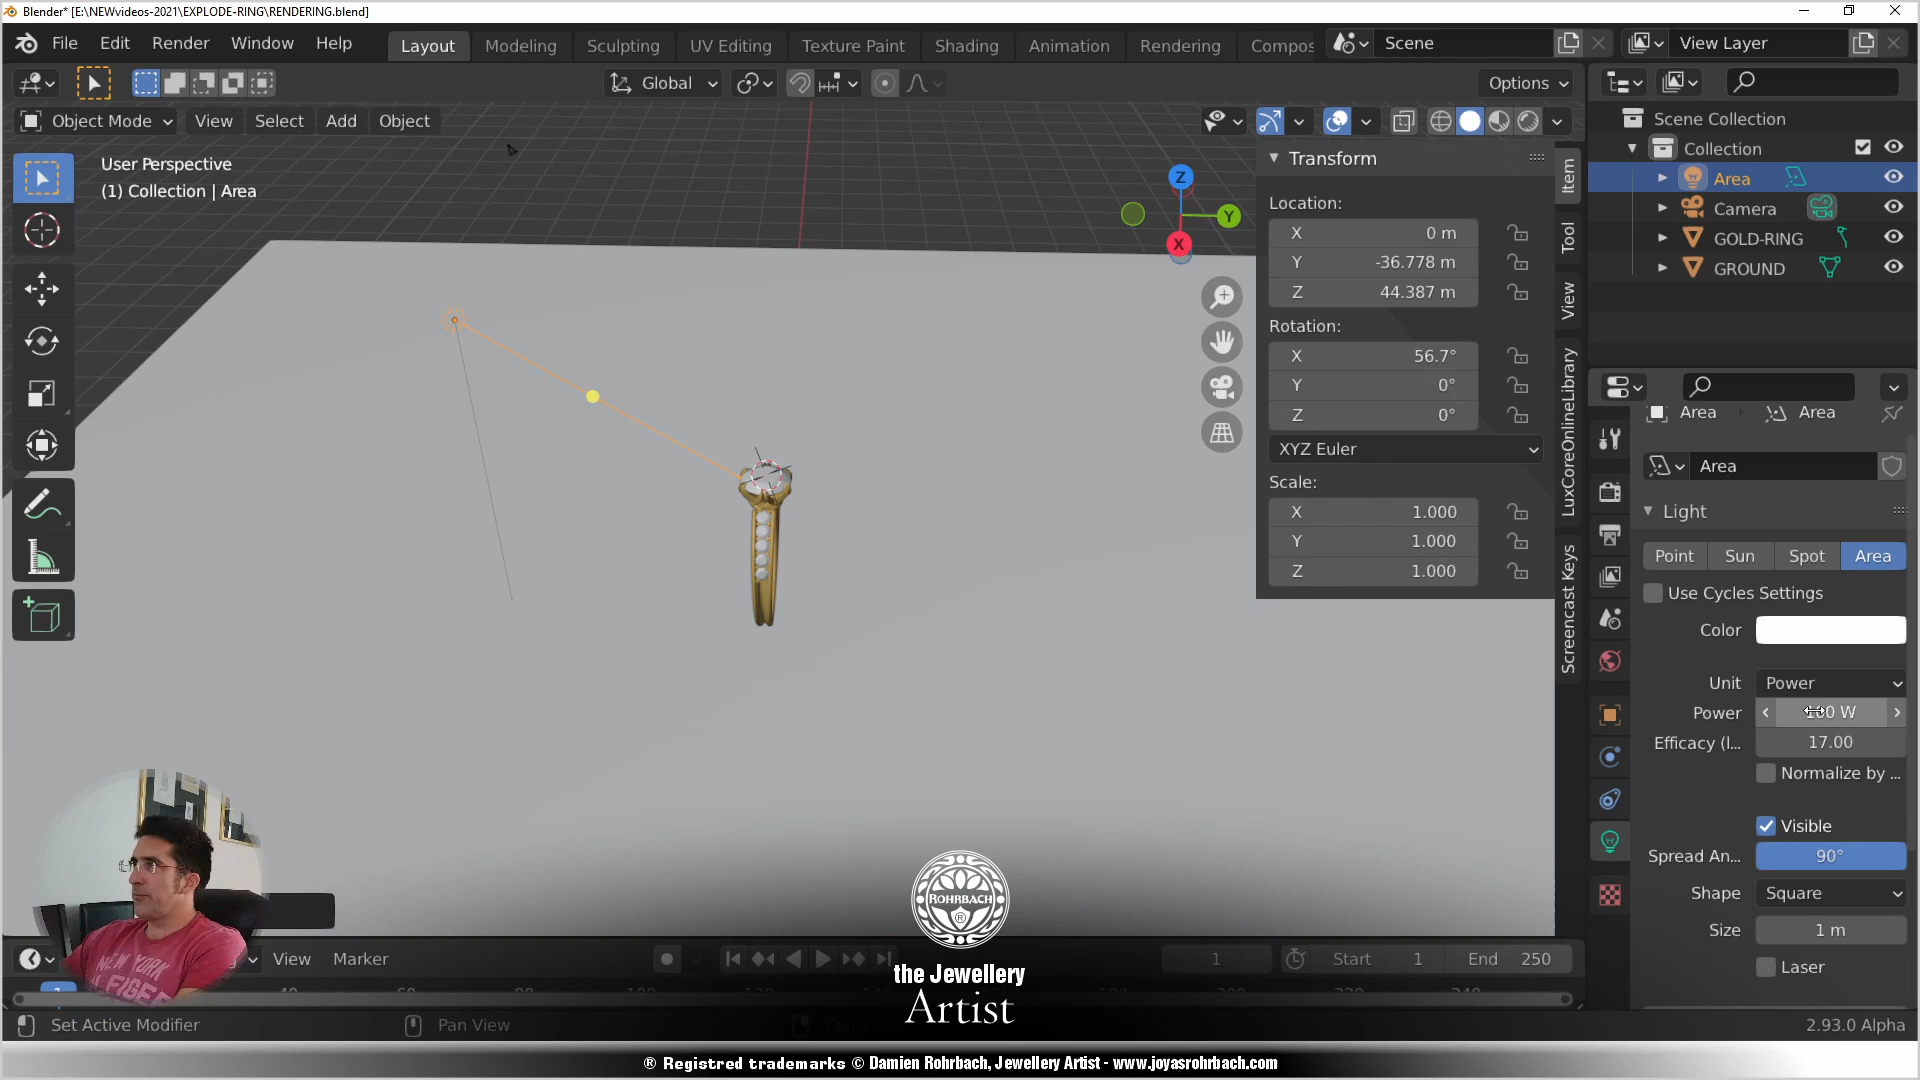 Blender* [E:\NEWvideos-2021\EXPLODE-RING\RENDERING.blend]
File Edit Render Window Help
Layout Modeling Sculpting UV Editing Texture Paint Shading Animation Rendering Compos
Scene
View Layer
Global
Options
Object Mode View Select Add Object
User Perspective
(1) Collection | Area
Z
Y
X
Transform
Location:
X 0 m
Y -36.778 m
Z 44.387 m
Rotation:
X 56.7°
Y 0°
Z 0°
XYZ Euler
Scale:
X 1.000
Y 1.000
Z 1.000
Item
Tool
View
LuxCoreOnlineLibrary
Screencast Keys
Scene Collection
Collection
Area
Camera
GOLD-RING
GROUND
Area Area
Area
Light
Point Sun Spot Area
Use Cycles Settings
Color
Unit Power
Power
Efficacy (l... 17.00
Normalize by ...
Visible
Spread An... 90°
Shape Square
Size 1 m
Laser
NEW YORK
ROHRBACH
®
the Jewellery
Artist
View Marker
1 Start 1 End 250
Set Active Modifier
Pan View
2.93.0 Alpha
® Registred trademarks © Damien Rohrbach, Jewellery Artist - www.joyasrohrbach.com